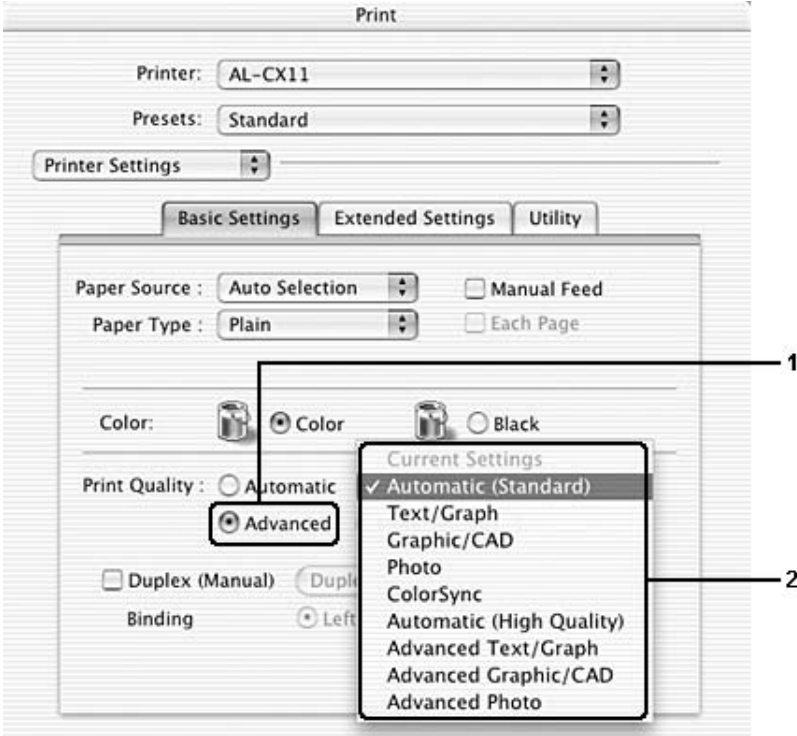 Print
Printer: AL-CX11
Presets: Standard
Printer Settings
Basic Settings Extended Settings Utility
Paper Source : Auto Selection Manual Feed
Paper Type : Plain Each Page
1
Color: Color Black
Current Settings
Print Quality : Automatic ✓ Automatic (Standard)
Text/Graph
Advanced
Graphic/CAD
Photo
Duplex (Manual) Duple
2
ColorSync
Binding Left
Automatic (High Quality)
Advanced Text/Graph
Advanced Graphic/CAD
Advanced Photo